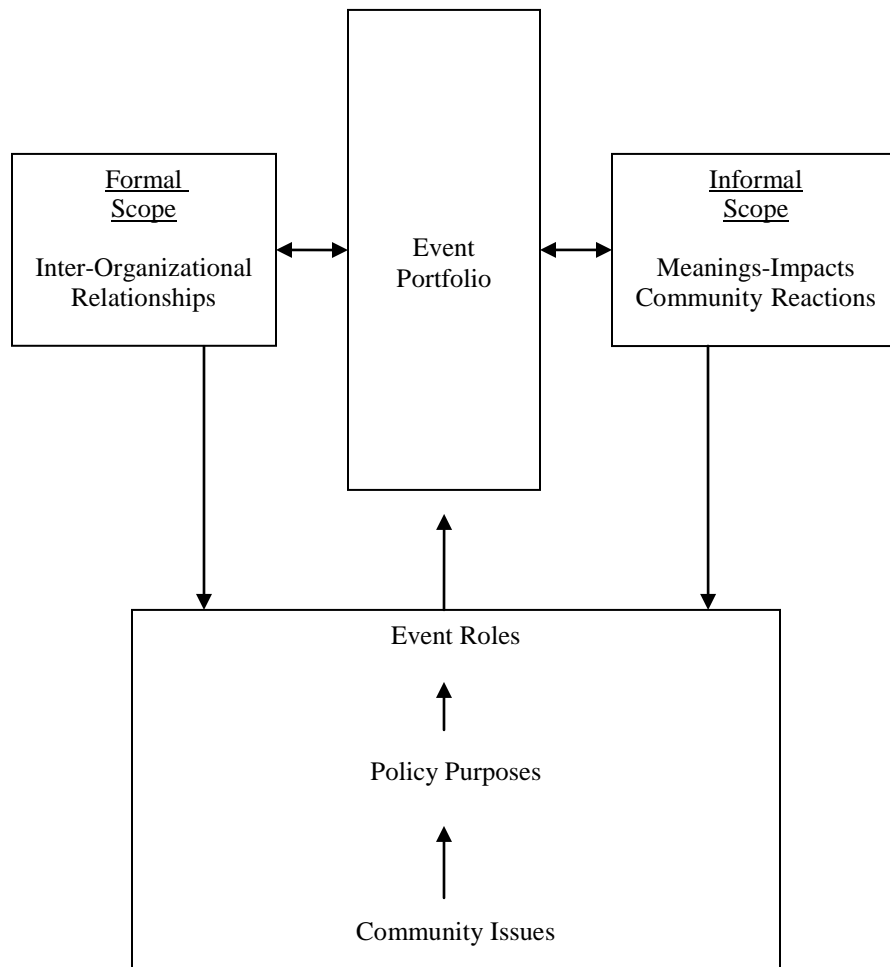 Formal
Scope
Inter-Organizational
Relationships
Event
Portfolio
Informal
Scope
Meanings-Impacts
Community Reactions
Event Roles
Policy Purposes
Community Issues